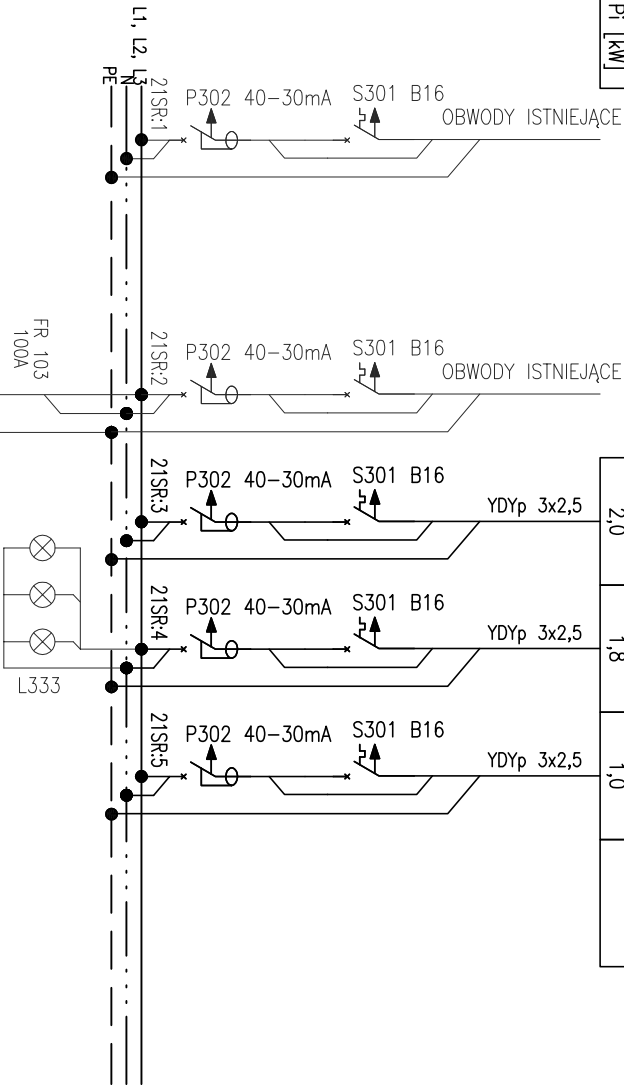 Pi [kW]
L1, L2, L3
N
PE
21SR:1
P302 40-30mA
S301 B16
OBWODY ISTNIEJĄCE
FR 103
100A
21SR:2
P302 40-30mA
S301 B16
OBWODY ISTNIEJĄCE
21SR:3
P302 40-30mA
S301 B16
YDYp 3x2,5
2,0
21SR:4
P302 40-30mA
S301 B16
YDYp 3x2,5
1,8
L333
21SR:5
P302 40-30mA
S301 B16
YDYp 3x2,5
1,0